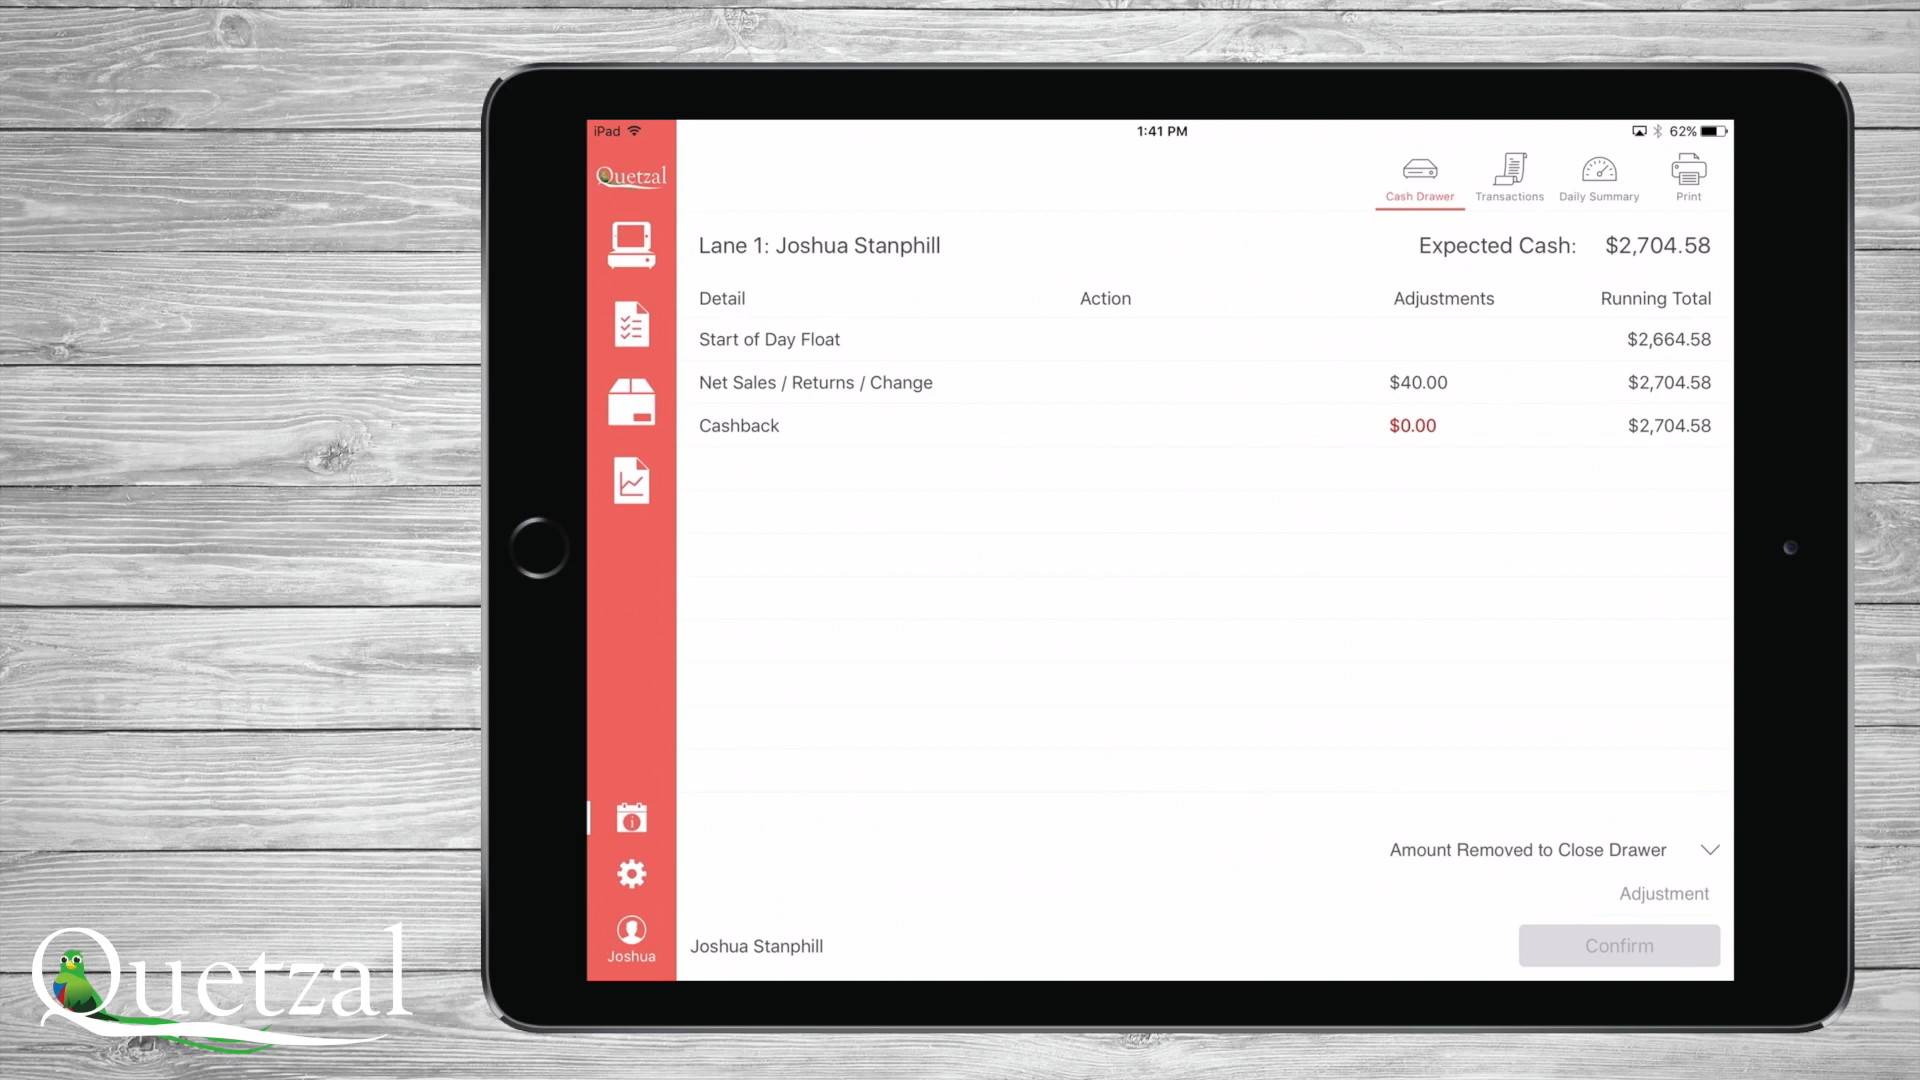 iPad 1:41 PM 62%
Quetzal
Cash Drawer Transactions Daily Summary Print
Lane 1: Joshua Stanphill Expected Cash: $2,704.58
Detail Action Adjustments Running Total
Start of Day Float $2,664.58
Net Sales / Returns / Change $40.00 $2,704.58
Cashback $0.00 $2,704.58
Amount Removed to Close Drawer
Adjustment
Joshua
Joshua Stanphill Confirm
Quetzal